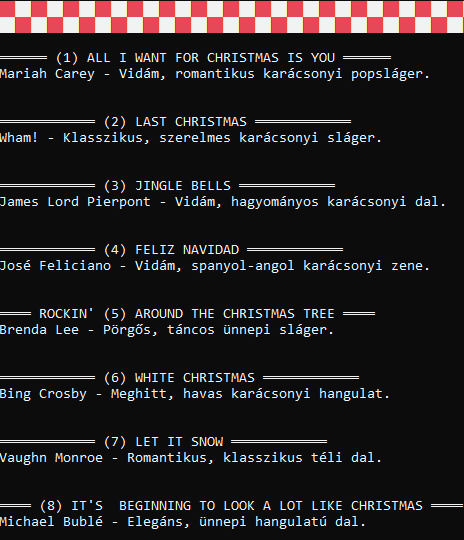 ══════ (1) ALL I WANT FOR CHRISTMAS IS YOU ══════
Mariah Carey - Vidám, romantikus karácsonyi popsláger.
════════════ (2) LAST CHRISTMAS ════════════
Wham! - Klasszikus, szerelmes karácsonyi sláger.
════════════ (3) JINGLE BELLS ════════════
James Lord Pierpont - Vidám, hagyományos karácsonyi dal.
════════════ (4) FELIZ NAVIDAD ════════════
José Feliciano - Vidám, spanyol-angol karácsonyi zene.
════ ROCKIN' (5) AROUND THE CHRISTMAS TREE ════
Brenda Lee - Pörgős, táncos ünnepi sláger.
════════════ (6) WHITE CHRISTMAS ════════════
Bing Crosby - Meghitt, havas karácsonyi hangulat.
════════════ (7) LET IT SNOW ════════════
Vaughn Monroe - Romantikus, klasszikus téli dal.
════ (8) IT'S  BEGINNING TO LOOK A LOT LIKE CHRISTMAS ════
Michael Bublé - Elegáns, ünnepi hangulatú dal.